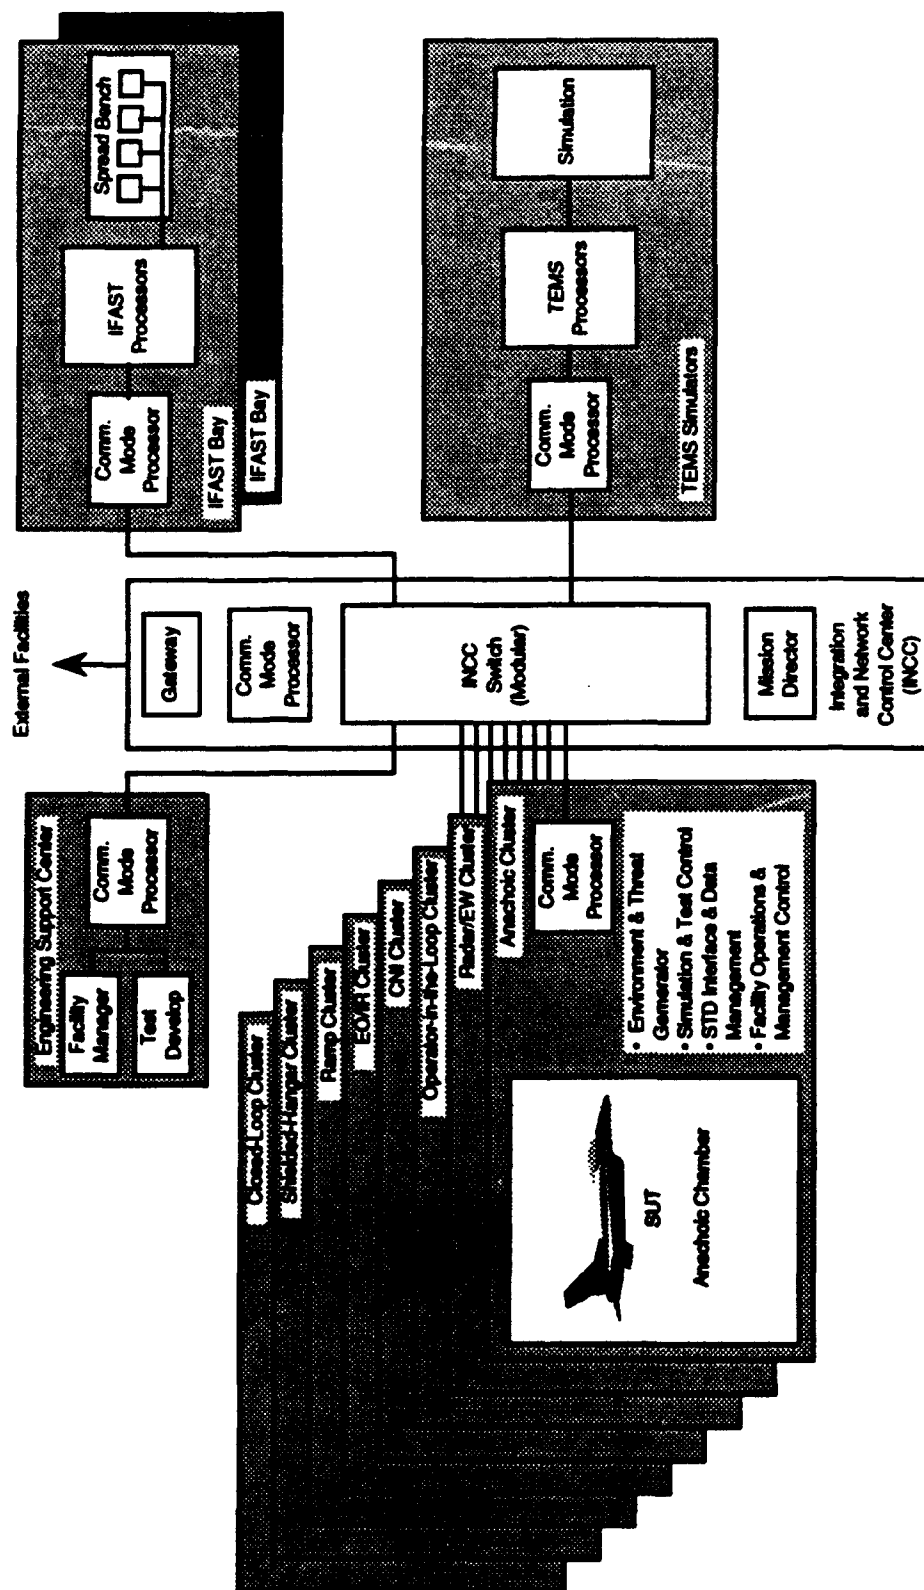 Engineering Support Center
Facility
Manager
Test
Develop
Comm.
Mode
Processor
External Facilities
Gateway
Comm.
Mode
Processor
INCC
Switch
(Moduler)
Mission
Director
Integration
and Network
Control Center
(INCC)
Spread Bench
IFAST
Processors
Comm.
Mode
Processor
IFAST Bay
IFAST Bay
Simulation
TEMS
Processors
Comm.
Mode
Processor
TEMS Simulators
Closed-Loop Cluster
Shielded-Hanger Cluster
Ramp Cluster
EO/IR Cluster
CNI Cluster
Operator-in-the-Loop Cluster
Radar/EW Cluster
Anechoic Cluster
Comm.
Mode
Processor
• Environment & Threat
Gemerator
• Simulation & Test Control
• STD Interface & Data
Management
• Facility Operations &
Management Control
SUT
Anechoic Chamber